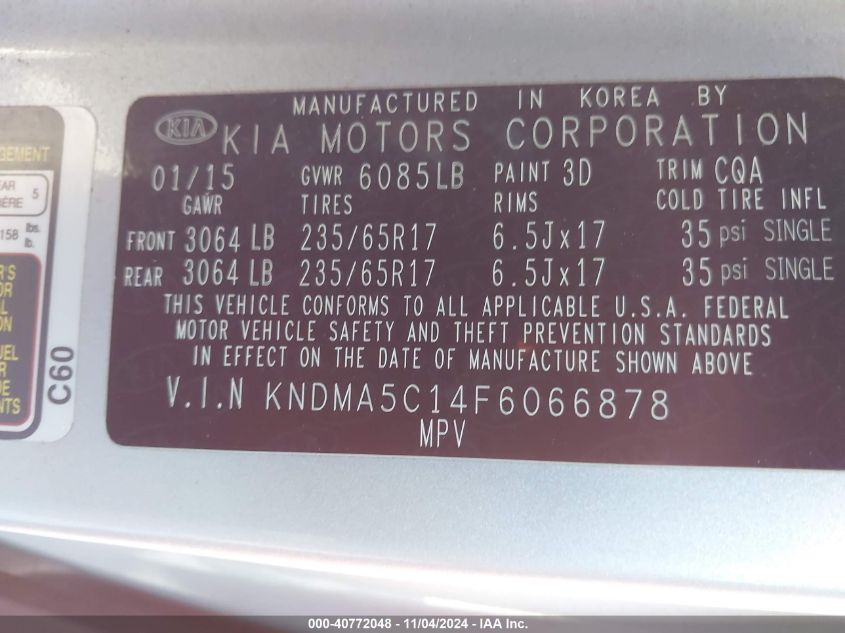 MANUFACTURED IN KOREA BY
KIA KIA MOTORS CORPORATION
01/15 GVWR 6085LB PAINT 3D TRIM CQA
GAWR TIRES RIMS COLD TIRE INFL
FRONT 3064 LB 235/65R17 6.5Jx17 35 psi SINGLE
REAR 3064 LB 235/65R17 6.5Jx17 35 psi SINGLE
THIS VEHICLE CONFORMS TO ALL APPLICABLE U.S.A. FEDERAL
MOTOR VEHICLE SAFETY AND THEFT PREVENTION STANDARDS
IN EFFECT ON THE DATE OF MANUFACTURE SHOWN ABOVE
V.I.N KNDMA5C14F6066878
MPV
5
lbs.
lb.
C60
000-40772048 - 11/04/2024 - IAA Inc.